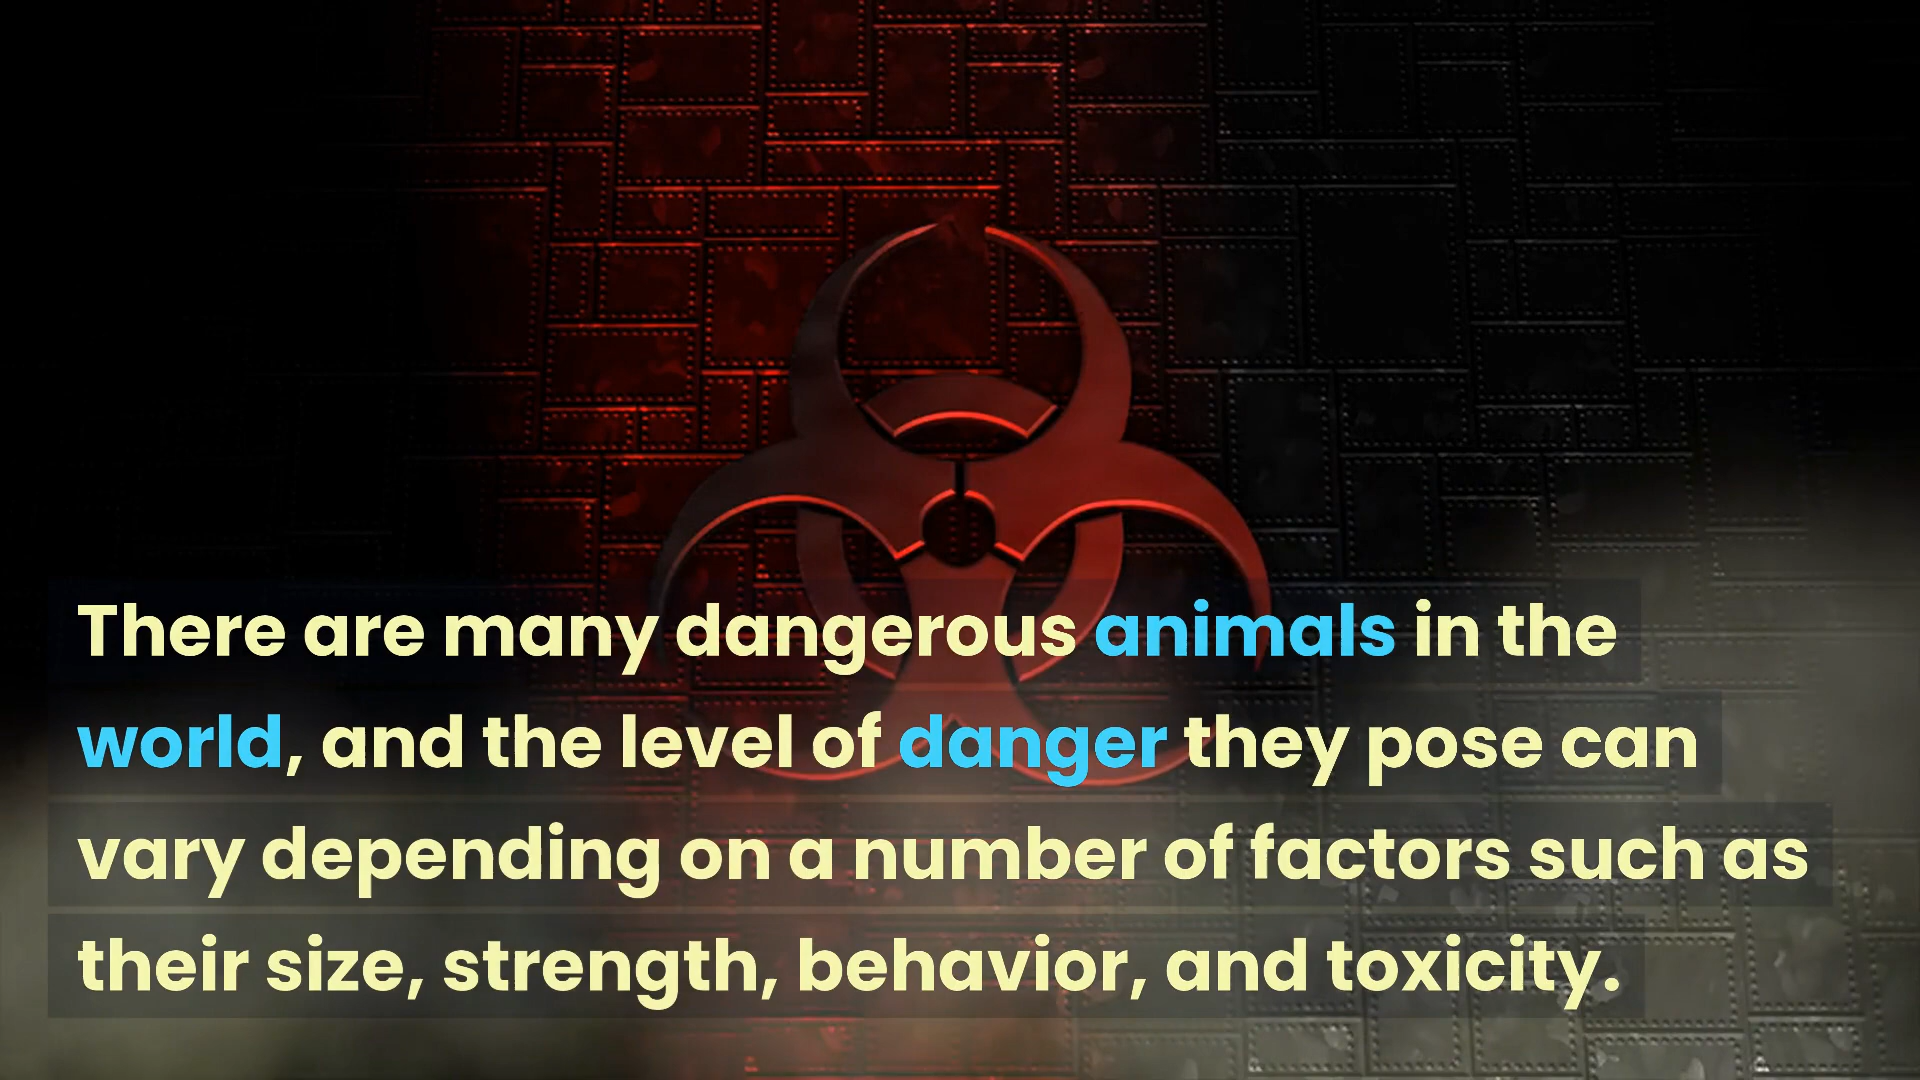 There are many dangerous animals in the
world, and the level of danger they pose can
vary depending on a number of factors such as
their size, strength, behavior, and toxicity.